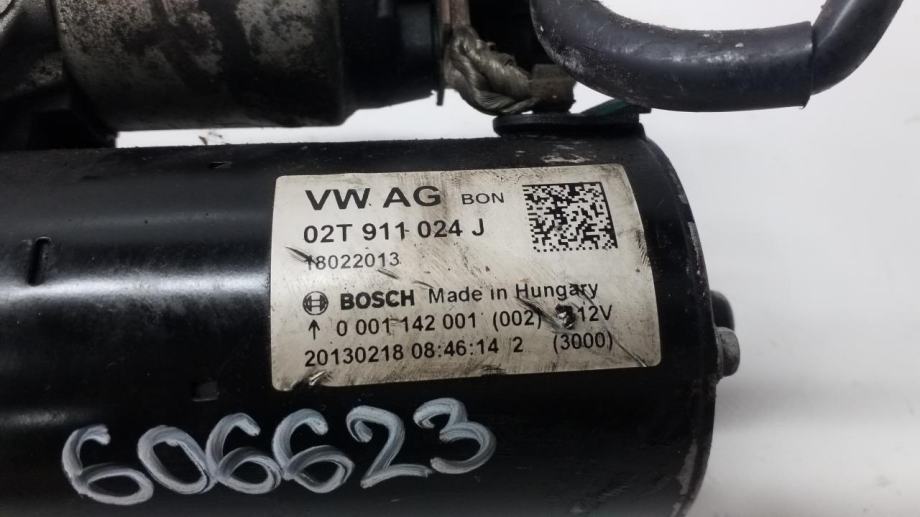 VW AG BON
02T 911 024 J
18022013
BOSCH Made in Hungary
↑ 0 001 142 001 (002) 12V
20130218 08:46:14 2 (3000)
606623